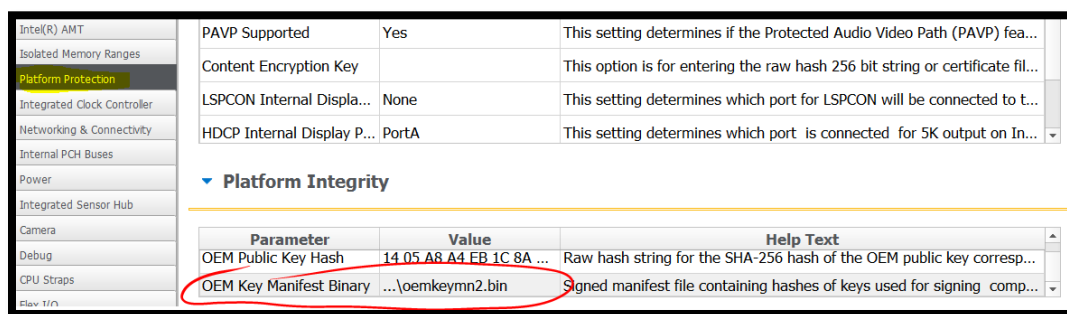 Intel(R) AMT
Isolated Memory Ranges
Platform Protection
Integrated Clock Controller
Networking & Connectivity
Internal PCH Buses
Power
Integrated Sensor Hub
Camera
Debug
CPU Straps
Flex I/O
PAVP Supported Yes This setting determines if the Protected Audio Video Path (PAVP) fea...
Content Encryption Key This option is for entering the raw hash 256 bit string or certificate fil...
LSPCON Internal Displa... None This setting determines which port for LSPCON will be connected to t...
HDCP Internal Display P... PortA This setting determines which port is connected for 5K output on In...
Platform Integrity
Parameter Value Help Text
OEM Public Key Hash 14 05 A8 A4 EB 1C 8A ... Raw hash string for the SHA-256 hash of the OEM public key corresp...
OEM Key Manifest Binary ...\oemkeymn2.bin Signed manifest file containing hashes of keys used for signing comp...